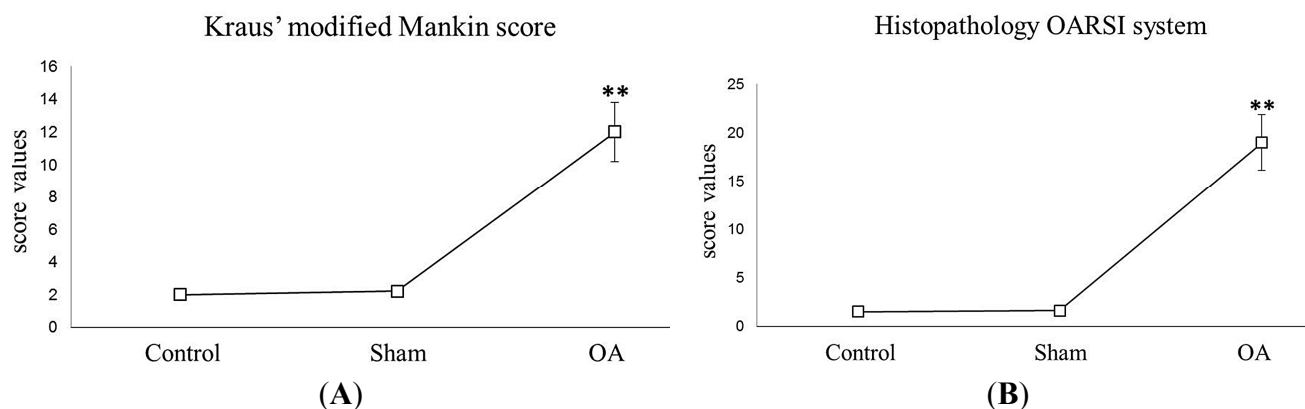 Kraus’ modified Mankin score
16
14
12
10
8
6
4
2
0
score values
**
Control Sham OA
(A)
Histopathology OARSI system
25
20
15
10
5
0
score values
**
Control Sham OA
(B)